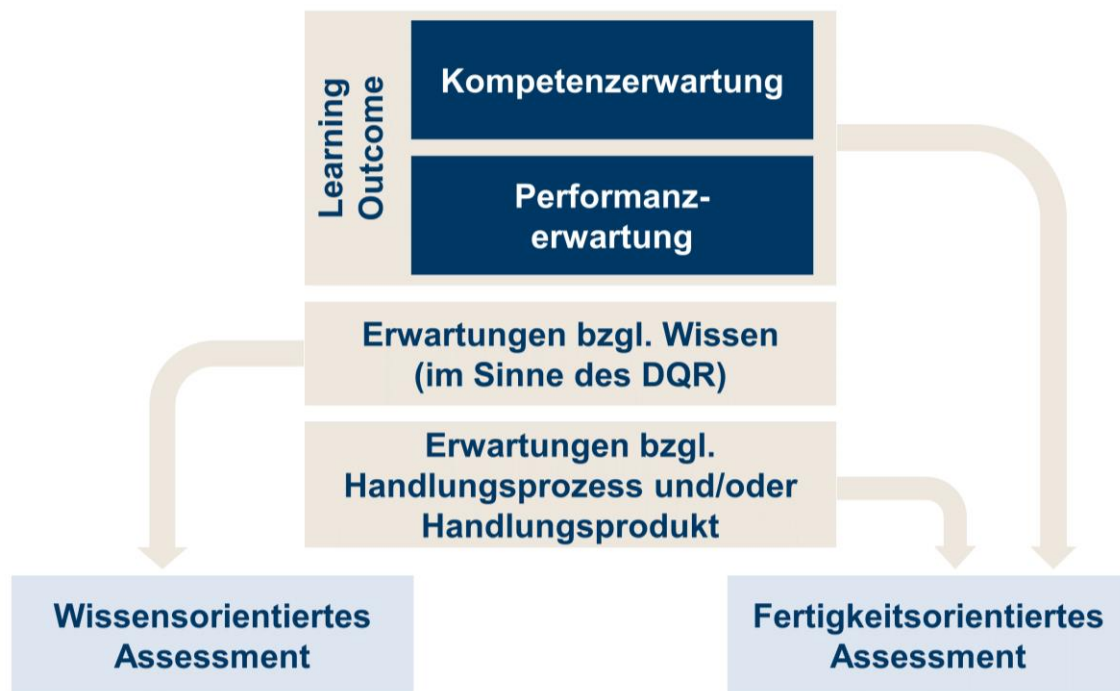 Learning
Outcome
Kompetenzerwartung
Performanz-
erwartung
Erwartungen bzgl. Wissen
(im Sinne des DQR)
Erwartungen bzgl.
Handlungsprozess und/oder
Handlungsprodukt
Wissensorientiertes
Assessment
Fertigkeitsorientiertes
Assessment